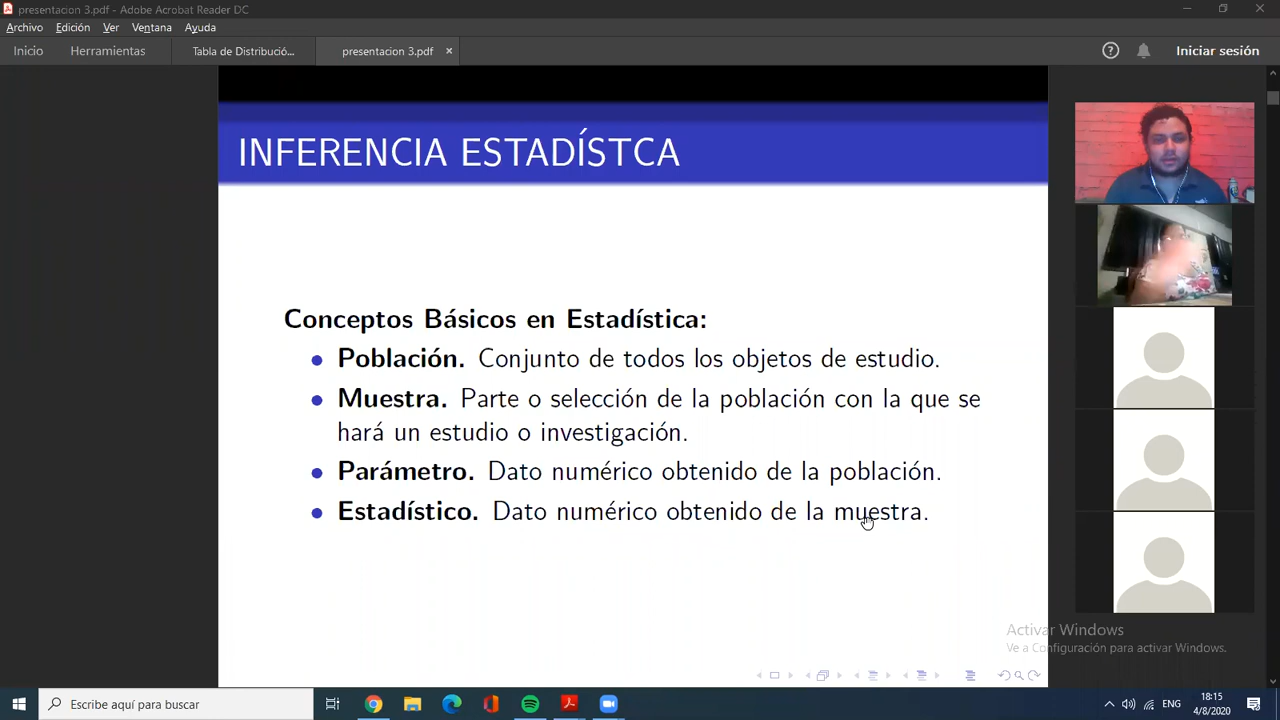 presentacion 3.pdf - Adobe Acrobat Reader DC
Archivo Edición Ver Ventana Ayuda
Inicio Herramientas Tabla de Distribució... presentacion 3.pdf × Iniciar sesión
INFERENCIA ESTADÍSTCA
Conceptos Básicos en Estadística:
• Población. Conjunto de todos los objetos de estudio.
• Muestra. Parte o selección de la población con la que se
hará un estudio o investigación.
• Parámetro. Dato numérico obtenido de la población.
• Estadístico. Dato numérico obtenido de la muestra.
Activar Windows
Ve a Configuración para activar Windows.
Escribe aquí para buscar
ENG
18:15
4/8/2020